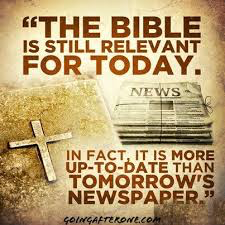 "THE BIBLE
IS STILL RELEVANT
FOR TODAY.
NEWS
IN FACT, IT IS MORE
UP-TO-DATE THAN
TOMORROW'S
NEWSPAPER."
GOINGAFTERONE.COM